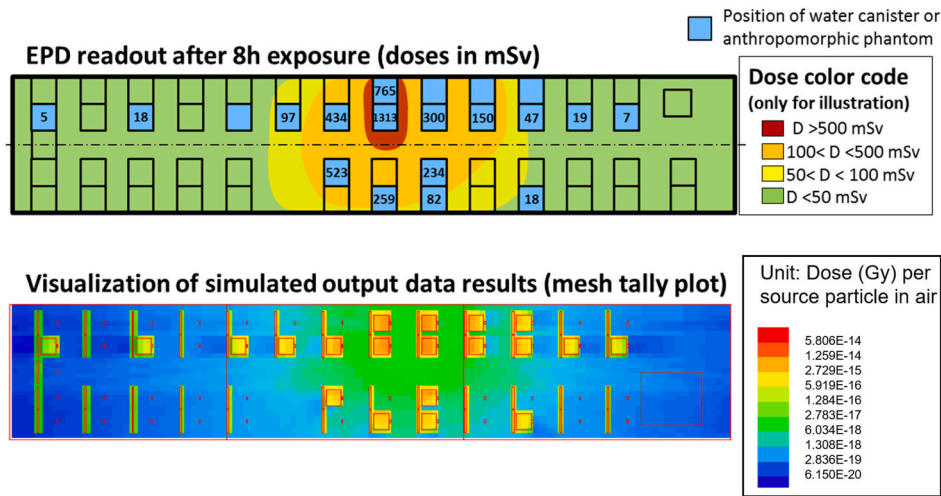 Position of water canister or
anthropomorphic phantom
EPD readout after 8h exposure (doses in mSv)
Dose color code
(only for illustration)
D >500 mSv
100< D <500 mSv
50< D < 100 mSv
D <50 mSv
765
5 18 97 434 1313 300 150 47 19 7
523 234
259 82 18
Visualization of simulated output data results (mesh tally plot)
Unit: Dose (Gy) per
source particle in air
5.806E-14
1.259E-14
2.729E-15
5.919E-16
1.284E-16
2.783E-17
6.034E-18
1.308E-18
2.836E-19
6.150E-20